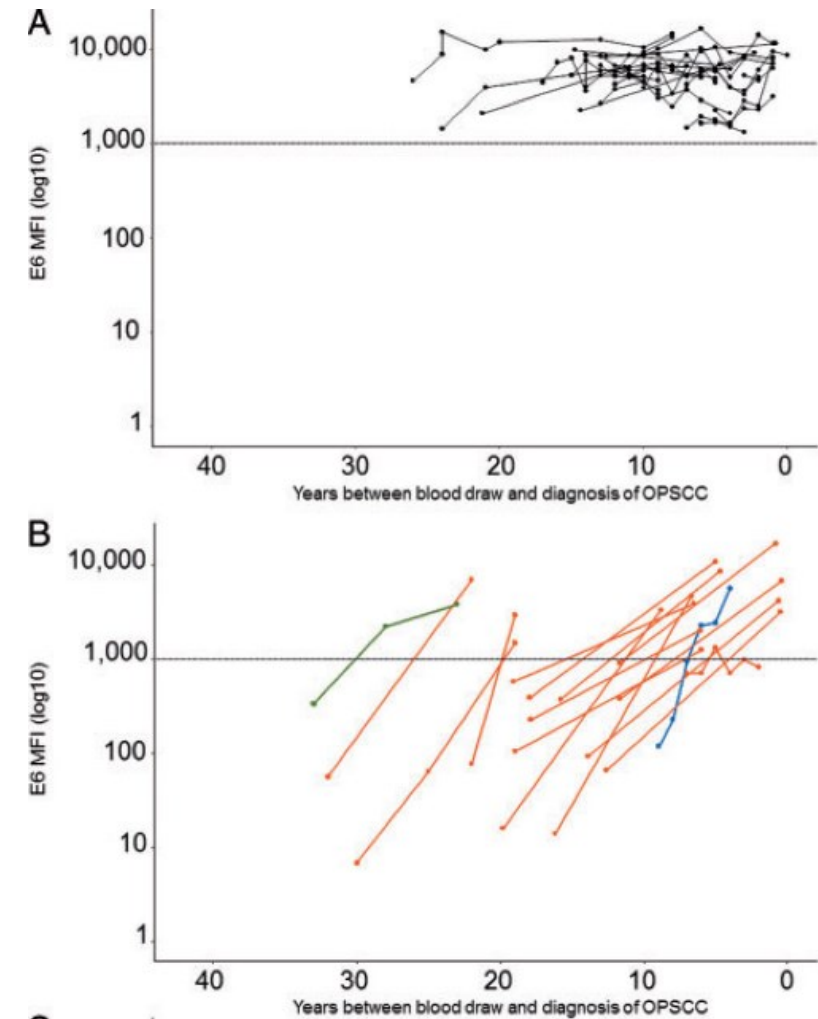 A
10,000
1,000
100
10
1
E6 MFI (log10)
40 30 20 10 0
Years between blood draw and diagnosis of OPSCC
B
10,000
1,000
100
10
1
E6 MFI (log10)
40 30 20 10 0
Years between blood draw and diagnosis of OPSCC